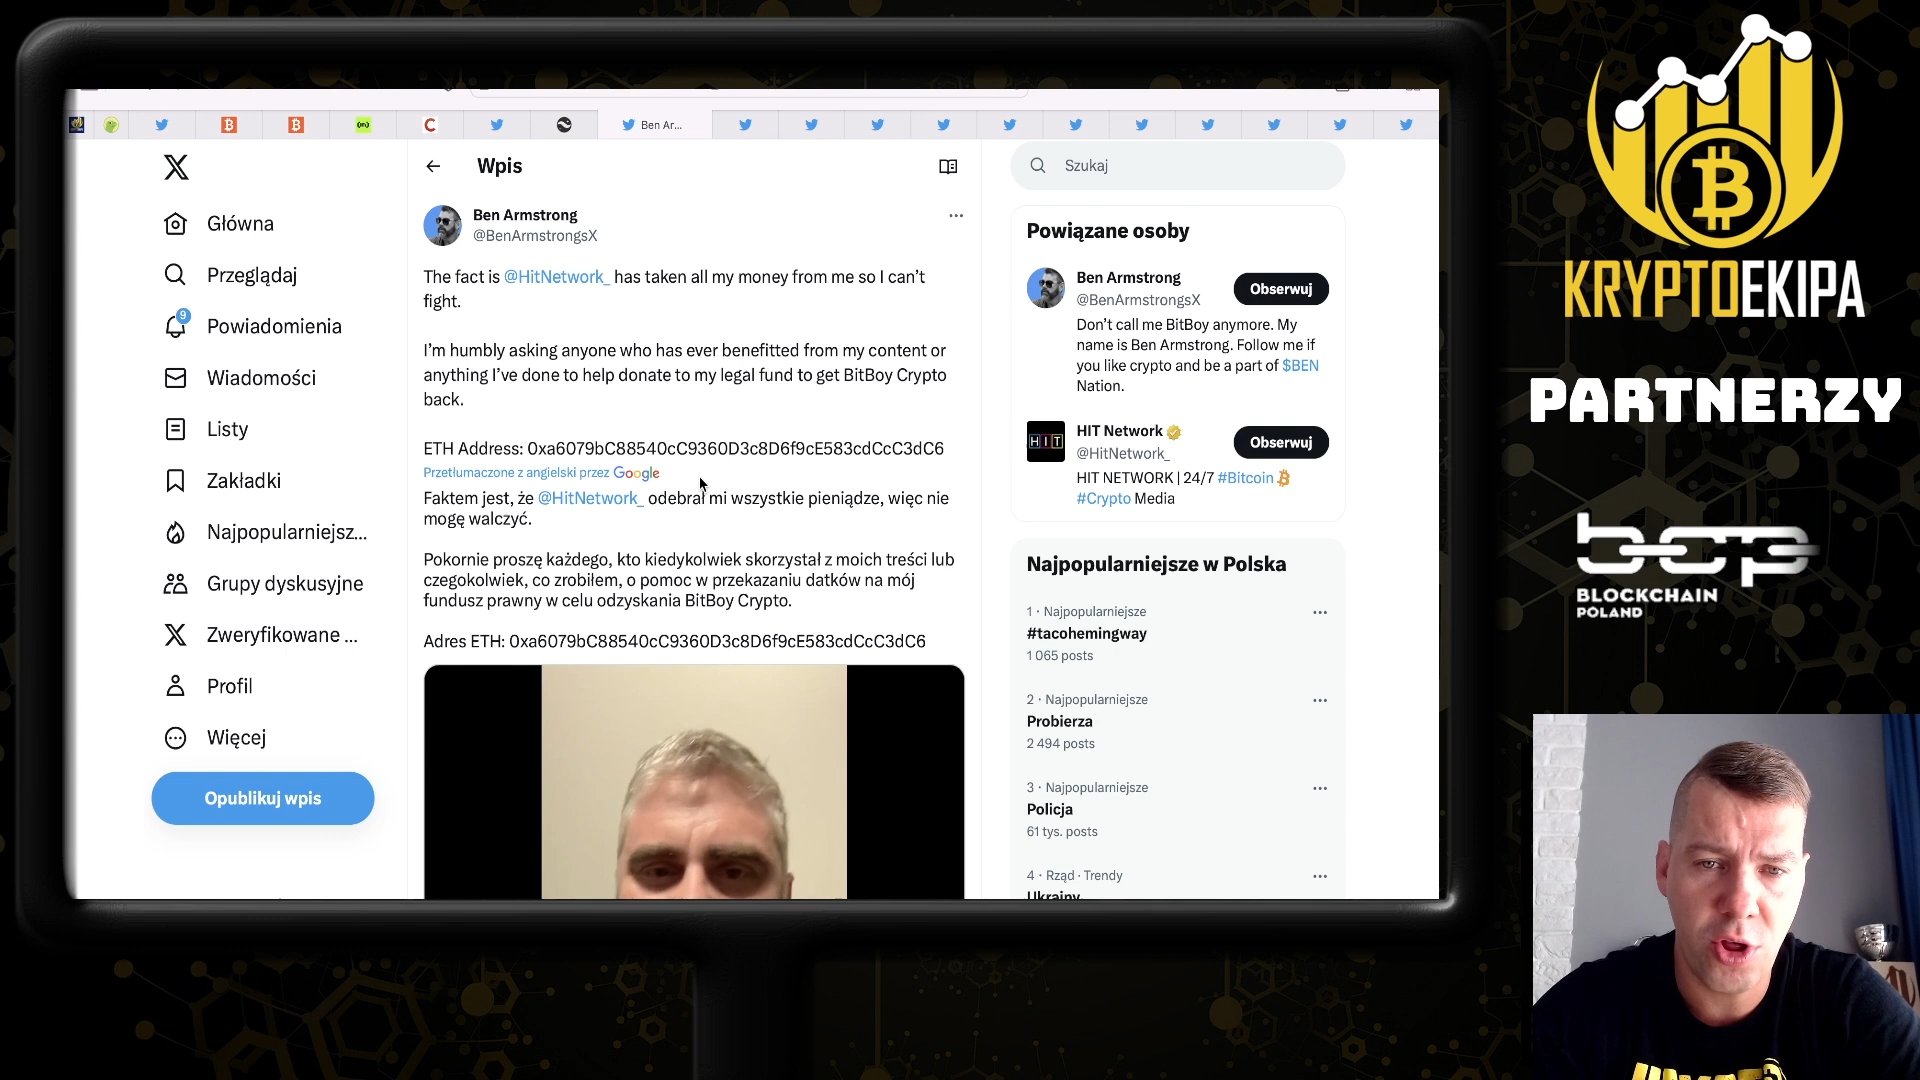 Ben Ar...
Główna
Przeglądaj
9
Powiadomienia
Wiadomości
Listy
Zakładki
Najpopularniejsz...
Grupy dyskusyjne
Zweryfikowane ...
Profil
Więcej
Opublikuj wpis
Wpis
Ben Armstrong
@BenArmstrongsX
The fact is @HitNetwork_ has taken all my money from me so I can't
fight.
I'm humbly asking anyone who has ever benefitted from my content or
anything I've done to help donate to my legal fund to get BitBoy Crypto
back.
ETH Address: 0xa6079bC88540cC9360D3c8D6f9cE583cdCcC3dC6
Przetłumaczone z angielski przez Google
Faktem jest, że @HitNetwork_ odebrał mi wszystkie pieniądze, więc nie
mogę walczyć.
Pokornie proszę każdego, kto kiedykolwiek skorzystał z moich treści lub
czegokolwiek, co zrobiłem, o pomoc w przekazaniu datków na mój
fundusz prawny w celu odzyskania BitBoy Crypto.
Adres ETH: 0xa6079bC88540cC9360D3c8D6f9cE583cdCcC3dC6
Szukaj
Powiązane osoby
Ben Armstrong
@BenArmstrongsX
Obserwuj
Don't call me BitBoy anymore. My
name is Ben Armstrong. Follow me if
you like crypto and be a part of $BEN
Nation.
HIT
HIT Network
@HitNetwork_
Obserwuj
HIT NETWORK | 24/7 #Bitcoin
#Crypto Media
Najpopularniejsze w Polska
1 · Najpopularniejsze
#tacohemingway
1 065 posts
2 · Najpopularniejsze
Probierza
2 494 posts
3 · Najpopularniejsze
Policja
61 tys. posts
4 · Rząd · Trendy
Ukrainy
KRYPTOEKIPA
PARTNERZY
bcp
BLOCKCHAIN
POLAND